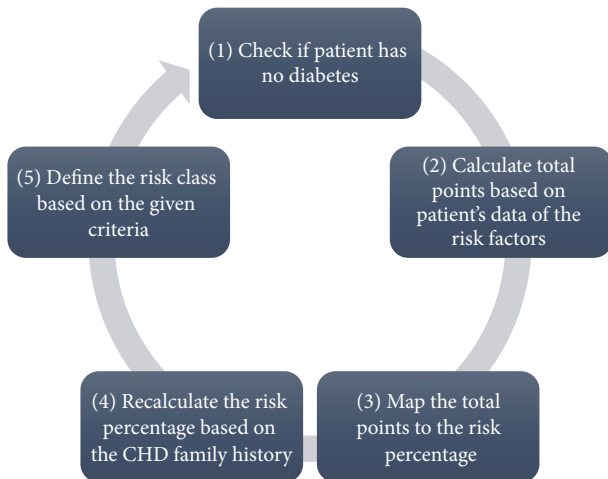 (1) Check if patient has
no diabetes
(2) Calculate total
points based on
patient’s data of the
risk factors
(3) Map the total
points to the risk
percentage
(4) Recalculate the risk
percentage based on
the CHD family history
(5) Define the risk class
based on the given
criteria